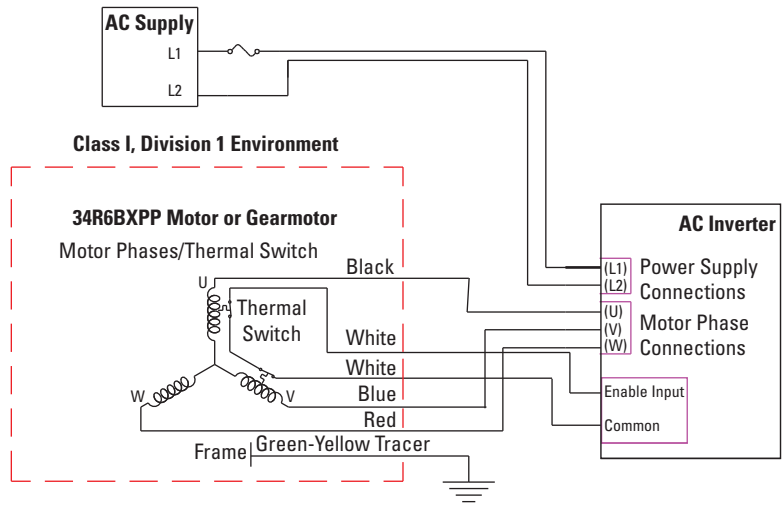 AC Supply
L1
L2
Class I, Division 1 Environment
34R6BXPP Motor or Gearmotor
Motor Phases/Thermal Switch
U
Thermal
Switch
W
V
Black
White
White
Blue
Red
Frame
Green-Yellow Tracer
AC Inverter
(L1)
(L2)
Power Supply
Connections
(U)
(V)
(W)
Motor Phase
Connections
Enable Input
Common